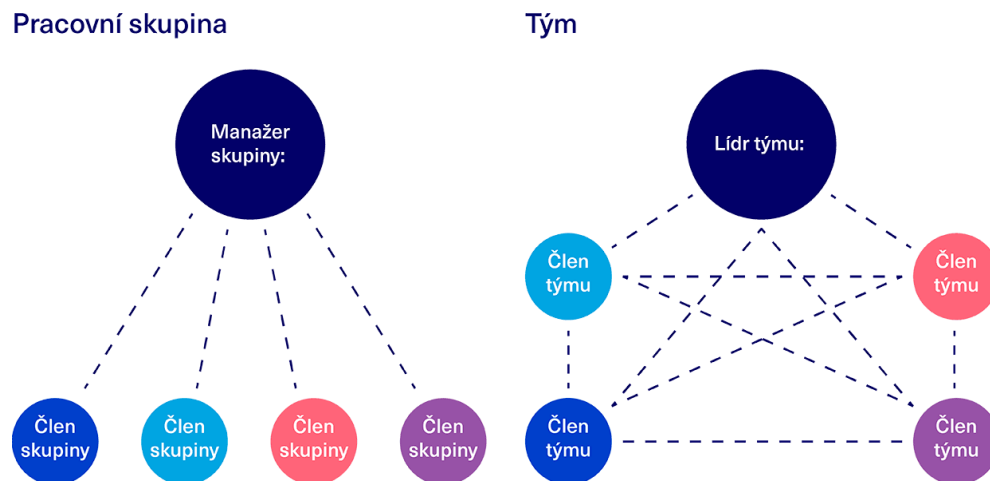 Pracovní skupina
Manažer
skupiny:
Člen
skupiny
Člen
skupiny
Člen
skupiny
Člen
skupiny
Tým
Lídr týmu:
Člen
týmu
Člen
týmu
Člen
týmu
Člen
týmu